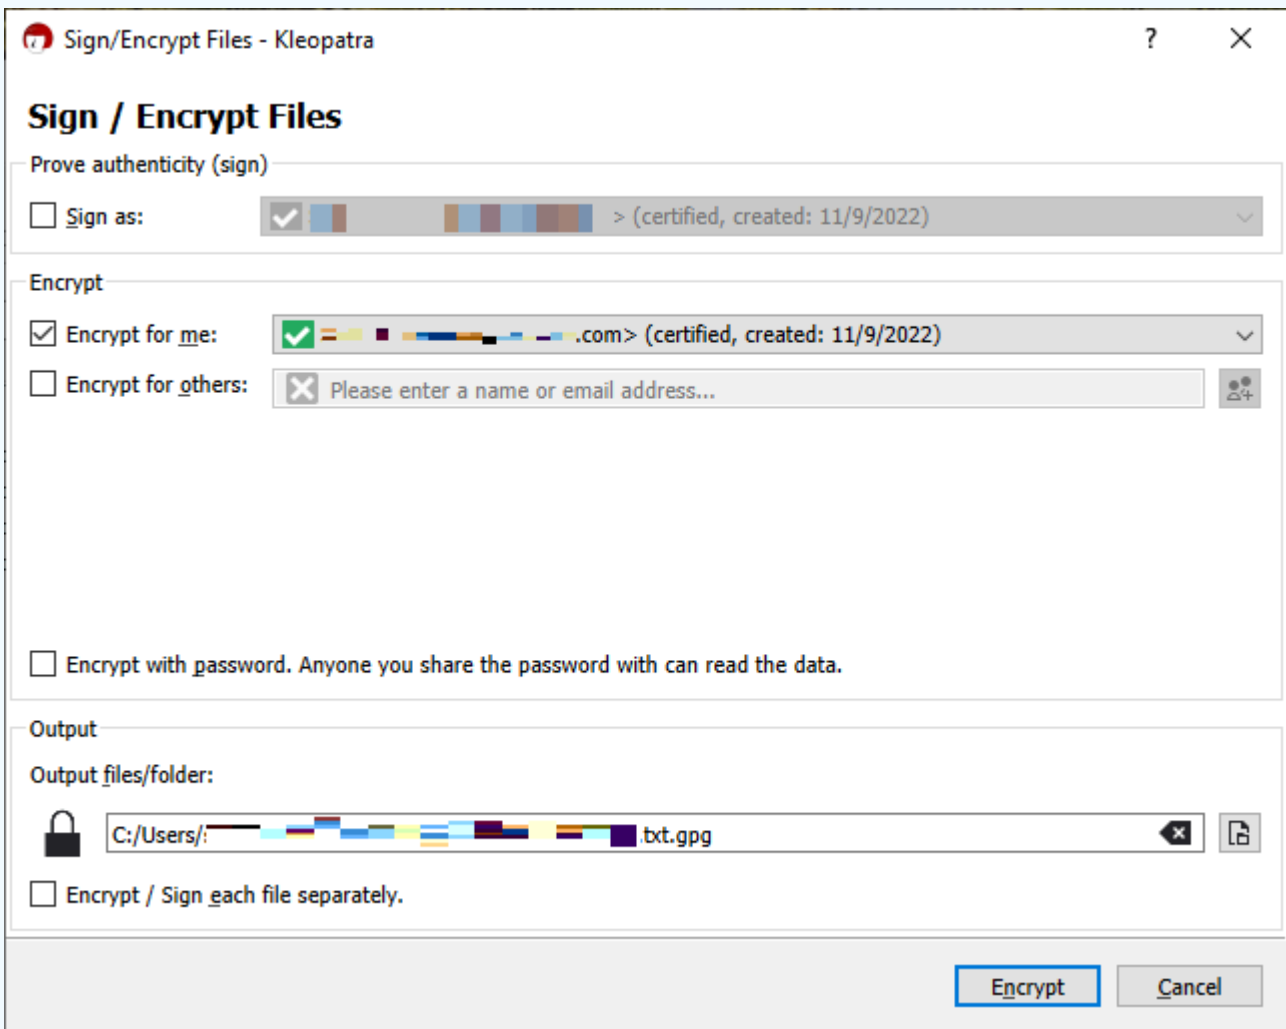 Sign/Encrypt Files - Kleopatra
?
Sign / Encrypt Files
Prove authenticity (sign)
Sign as: > (certified, created: 11/9/2022)
Encrypt
Encrypt for me: .com> (certified, created: 11/9/2022)
Encrypt for others: Please enter a name or email address...
Encrypt with password. Anyone you share the password with can read the data.
Output
Output files/folder:
C:/Users/ .txt.gpg
Encrypt / Sign each file separately.
Encrypt Cancel